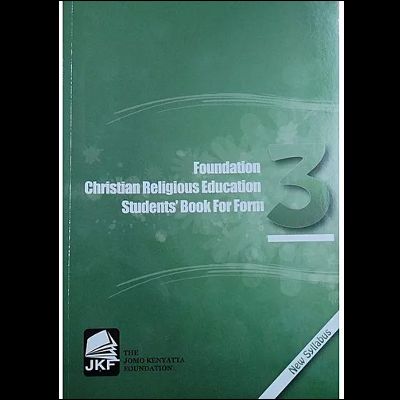 Foundation
Christian Religious Education
Students' Book For Form
3
New Syllabus
JKF
THE
JOMO KENYATTA
FOUNDATION